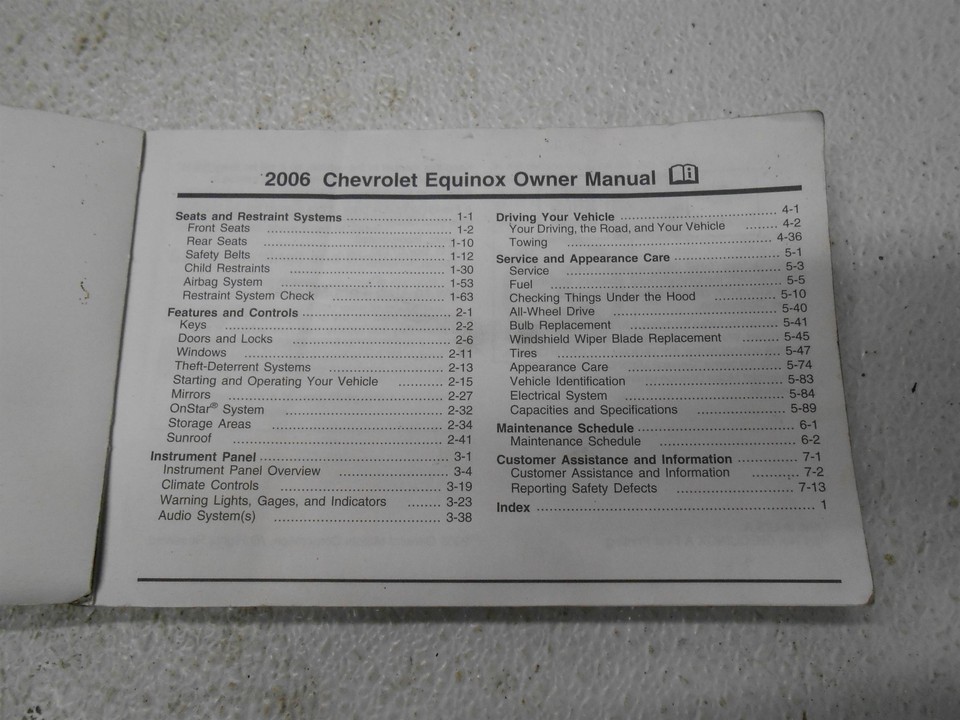 2006 Chevrolet Equinox Owner Manual
Seats and Restraint Systems ........................ 1-1
Front Seats ........................ 1-2
Rear Seats ........................ 1-10
Safety Belts ........................ 1-12
Child Restraints ........................ 1-30
Airbag System ........................ 1-53
Restraint System Check ........................ 1-63
Features and Controls ........................ 2-1
Keys ........................ 2-2
Doors and Locks ........................ 2-6
Windows ........................ 2-11
Theft-Deterrent Systems ........................ 2-13
Starting and Operating Your Vehicle ........... 2-15
Mirrors ........................ 2-27
OnStar® System ........................ 2-32
Storage Areas ........................ 2-34
Sunroof ........................ 2-41
Instrument Panel ........................ 3-1
Instrument Panel Overview ........................ 3-4
Climate Controls ........................ 3-19
Warning Lights, Gages, and Indicators ........ 3-23
Audio System(s) ........................ 3-38
Driving Your Vehicle ........................ 4-1
Your Driving, the Road, and Your Vehicle ........ 4-2
Towing ........................ 4-36
Service and Appearance Care ........................ 5-1
Service ........................ 5-3
Fuel ........................ 5-5
Checking Things Under the Hood ............... 5-10
All-Wheel Drive ........................ 5-40
Bulb Replacement ........................ 5-41
Windshield Wiper Blade Replacement ......... 5-45
Tires ........................ 5-47
Appearance Care ........................ 5-74
Vehicle Identification ........................ 5-83
Electrical System ........................ 5-84
Capacities and Specifications ........................ 5-89
Maintenance Schedule ........................ 6-1
Maintenance Schedule ........................ 6-2
Customer Assistance and Information .............. 7-1
Customer Assistance and Information ........... 7-2
Reporting Safety Defects ........................ 7-13
Index ........................ 1